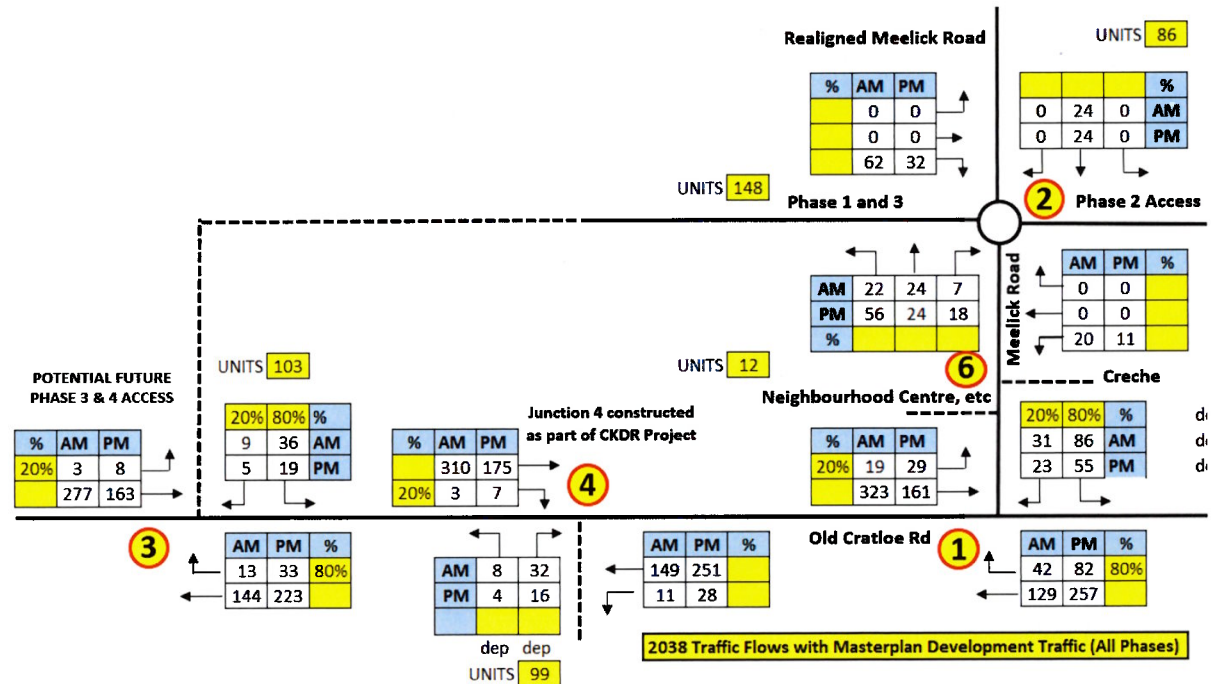 Realigned Meelick Road
UNITS 86
% AM PM
0 0
0 0
62 32
%
0 24 0 AM
0 24 0 PM
UNITS 148
Phase 1 and 3
2
Phase 2 Access
AM 22 24 7
PM 56 24 18
%
Meelick Road
AM PM %
0 0
0 0
20 11
UNITS 103
UNITS 12
6
Creche
Neighbourhood Centre, etc
POTENTIAL FUTURE
PHASE 3 & 4 ACCESS
% AM PM
20% 3 8
277 163
20% 80% %
9 36 AM
5 19 PM
Junction 4 constructed
as part of CKDR Project
% AM PM
310 175
20% 3 7
4
% AM PM
20% 19 29
323 161
20% 80% %
31 86 AM
23 55 PM
3
AM PM %
13 33 80%
144 223
AM 8 32
PM 4 16
dep dep
UNITS 99
AM PM %
149 251
11 28
Old Cratloe Rd
1
AM PM %
42 82 80%
129 257
2038 Traffic Flows with Masterplan Development Traffic (All Phases)